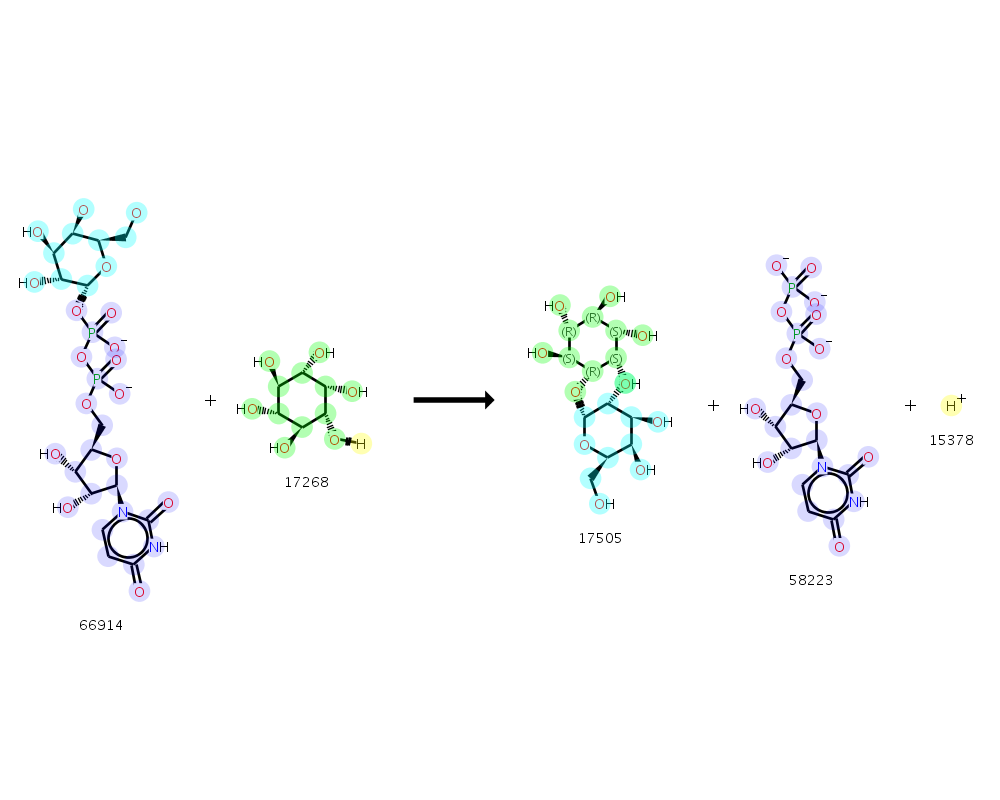 66914
+
17268
17505
+
58223
+
H+
15378
HO
HO
O
O
O
O
O
P
O
O-
O
P
O
O-
O
HO
HO
O
N
O
NH
O
HO
OH
HO
OH
HO
O
H
HO
OH
HO
OH
(R)
(R)
(S)
(S)
(S)
(R)
O
OH
OH
O
OH
OH
O-
O
P
O-
O
O
P
O-
O
HO
HO
O
N
O
NH
O